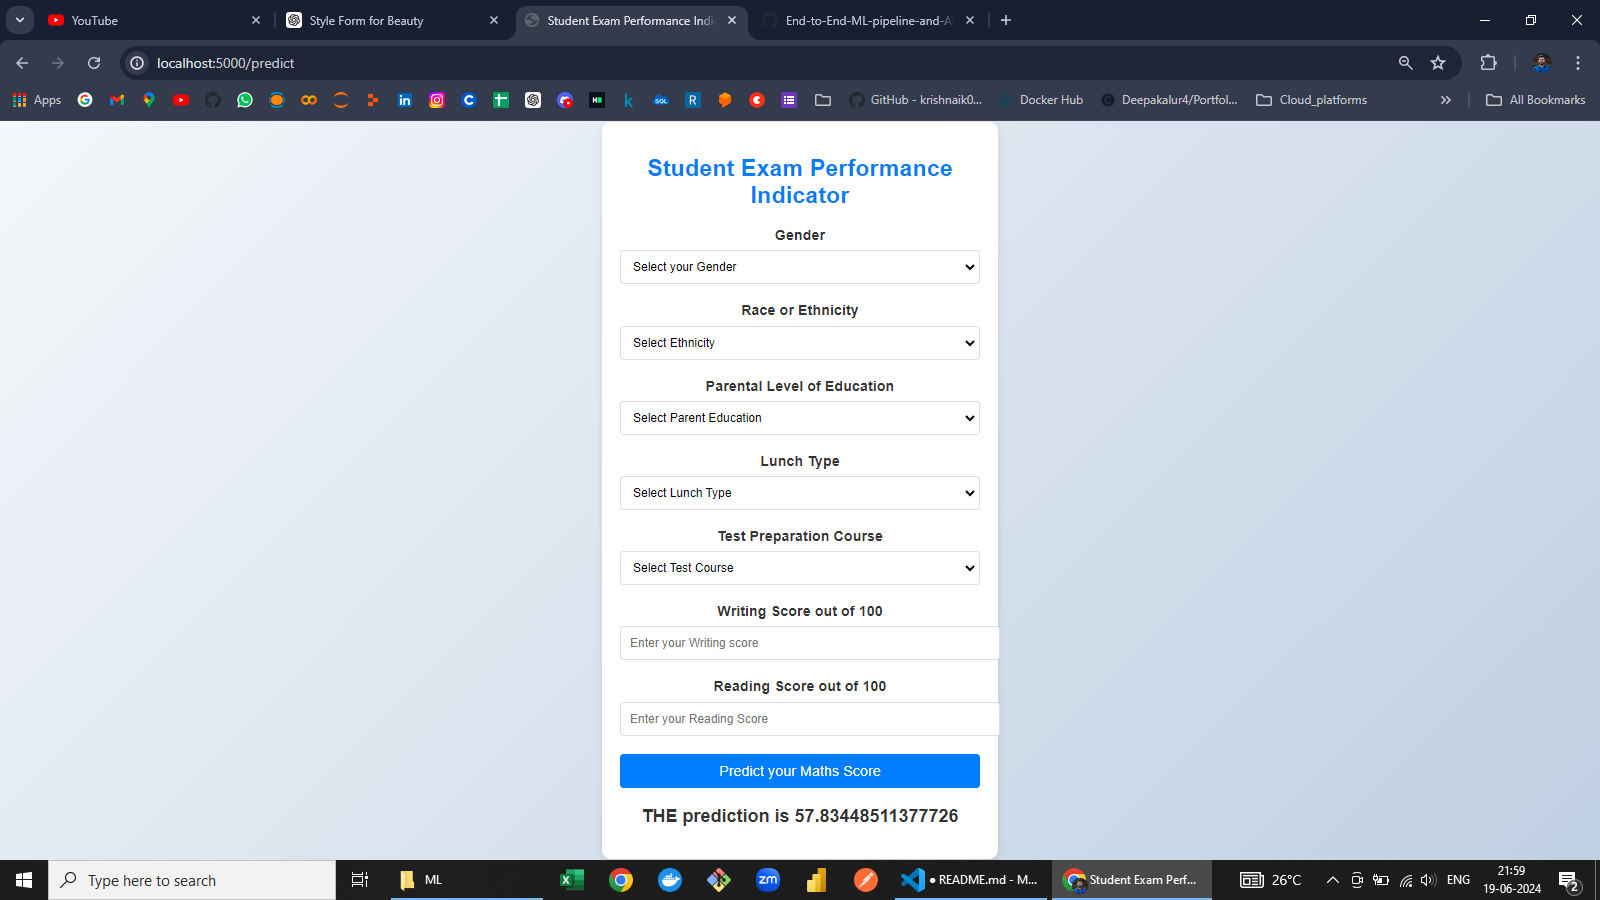 YouTube
Style Form for Beauty
Student Exam Performance Indi
End-to-End-ML-pipeline-and-A
localhost:5000/predict
Apps
GitHub - krishnaik0...
Docker Hub
Deepakalur4/Portfol...
Cloud_platforms
All Bookmarks
Student Exam Performance
Indicator
Gender
Select your Gender
Race or Ethnicity
Select Ethnicity
Parental Level of Education
Select Parent Education
Lunch Type
Select Lunch Type
Test Preparation Course
Select Test Course
Writing Score out of 100
Enter your Writing score
Reading Score out of 100
Enter your Reading Score
Predict your Maths Score
THE prediction is 57.83448511377726
Type here to search
ML
zm
● README.md - M...
Student Exam Perf...
26°C
ENG
21:59
19-06-2024
2